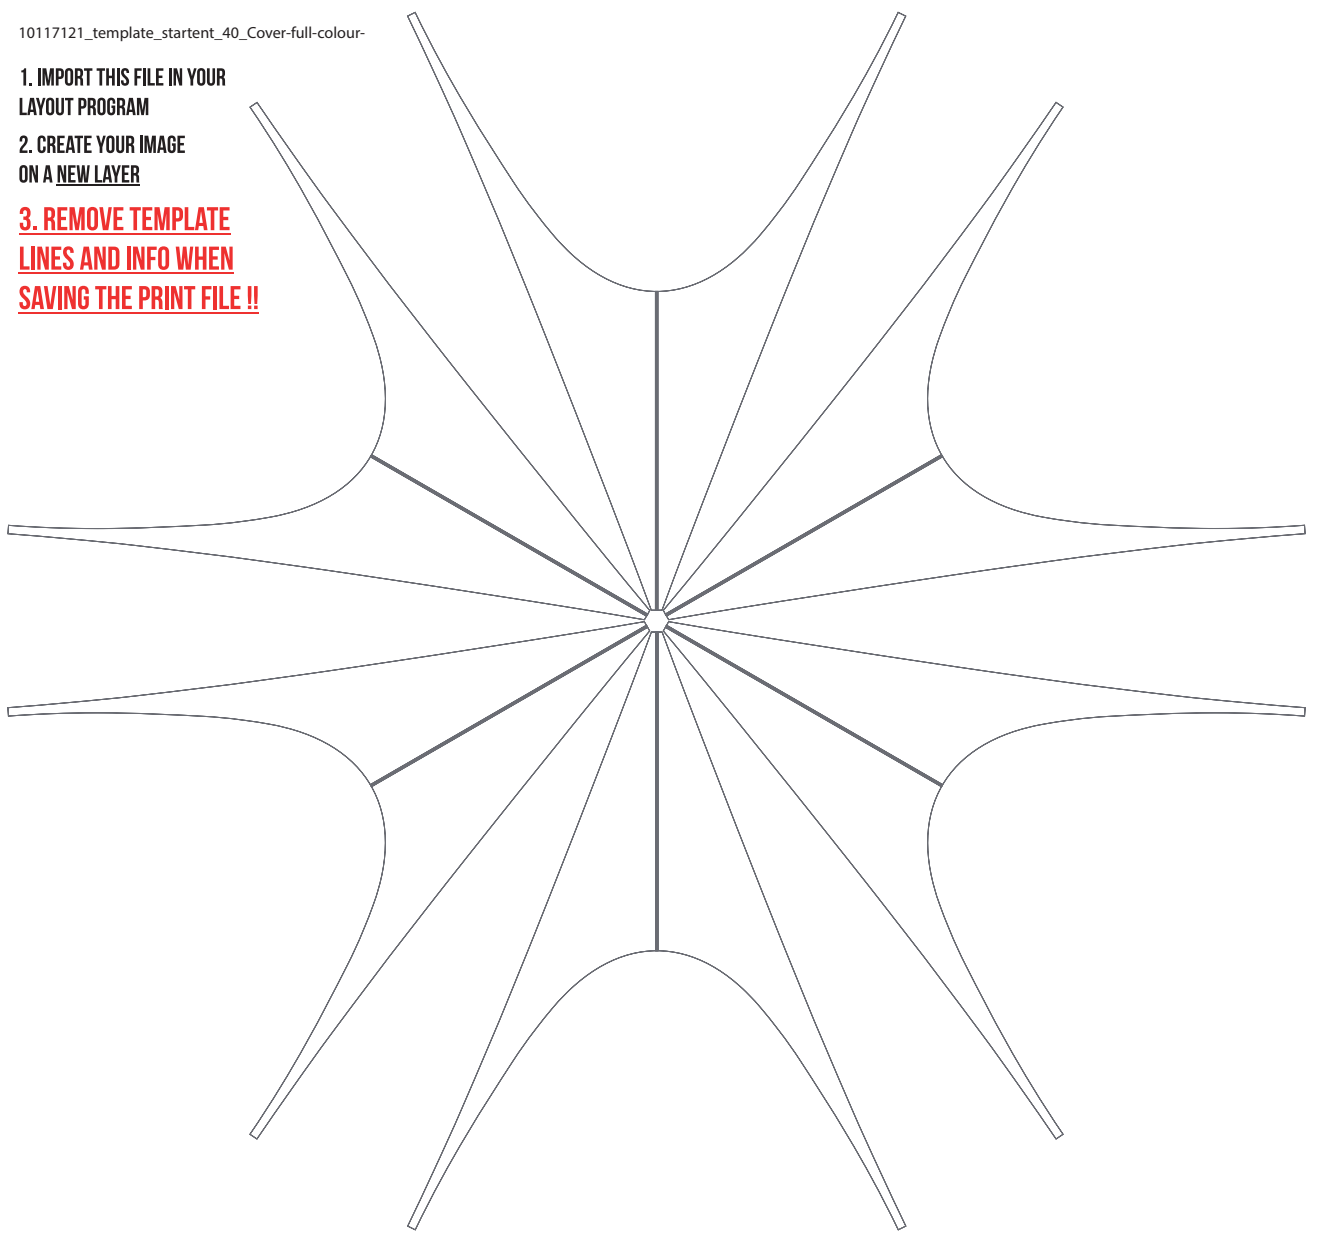 10117121_template_startent_40_Cover-full-colour-
1. IMPORT THIS FILE IN YOUR
LAYOUT PROGRAM
2. CREATE YOUR IMAGE
ON A NEW LAYER
3. REMOVE TEMPLATE
LINES AND INFO WHEN
SAVING THE PRINT FILE !!